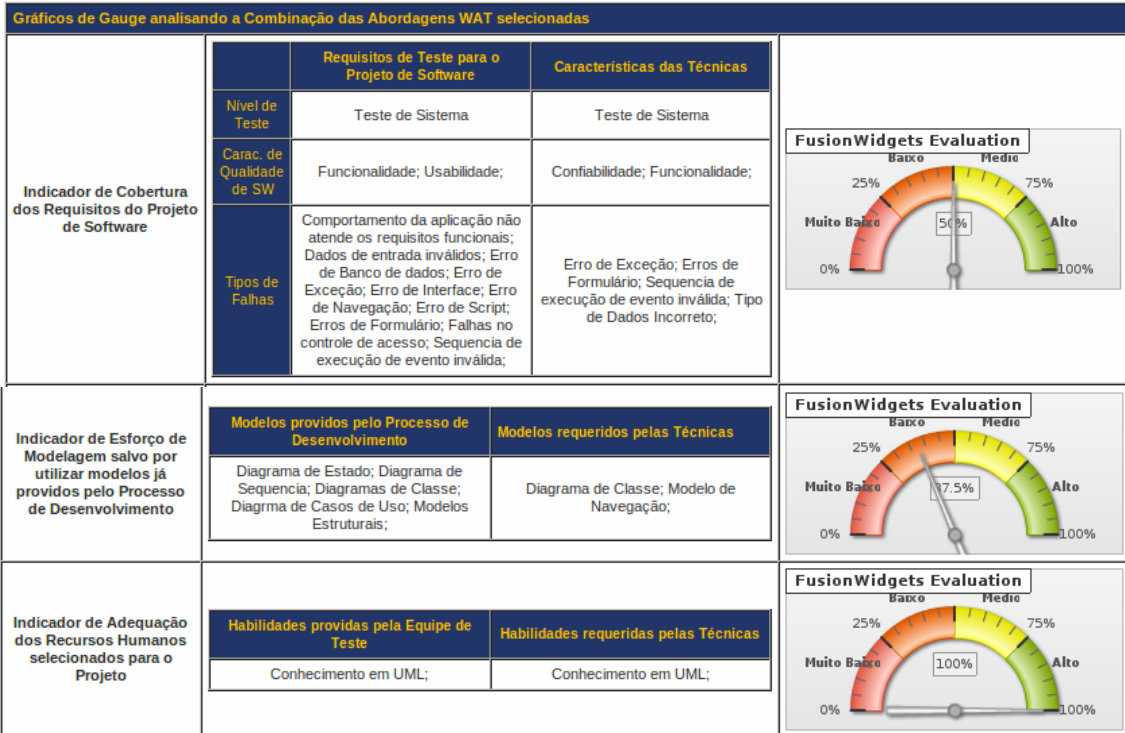 Gráficos de Gauge analisando a Combinação das Abordagens WAT selecionadas
Indicador de Cobertura
dos Requisitos do Projeto
de Software
Requisitos de Teste para o
Projeto de Software
Características das Técnicas
Nível de
Teste
Teste de Sistema
Teste de Sistema
Carac. de
Qualidade
de SW
Funcionalidade; Usabilidade;
Confiabilidade; Funcionalidade;
Tipos de
Falhas
Comportamento da aplicação não
atende os requisitos funcionais;
Dados de entrada inválidos; Erro
de Banco de dados; Erro de
Exceção; Erro de Interface; Erro
de Navegação; Erro de Script;
Erros de Formulário; Falhas no
controle de acesso; Sequencia de
execução de evento inválida;
Erro de Exceção; Erros de
Formulário; Sequencia de
execução de evento inválida; Tipo
de Dados Incorreto;
FusionWidgets Evaluation
Baixo
Medio
25%
75%
Muito Baixo
50%
Alto
0%
100%
Indicador de Esforço de
Modelagem salvo por
utilizar modelos já
providos pelo Processo
de Desenvolvimento
Modelos providos pelo Processo de
Desenvolvimento
Modelos requeridos pelas Técnicas
Diagrama de Estado; Diagrama de
Sequencia; Diagramas de Classe;
Diagrma de Casos de Uso; Modelos
Estruturais;
Diagrama de Classe; Modelo de
Navegação;
FusionWidgets Evaluation
Baixo
Medio
25%
75%
Muito Baixo
37.5%
Alto
0%
100%
Indicador de Adequação
dos Recursos Humanos
selecionados para o
Projeto
Habilidades providas pela Equipe de
Teste
Habilidades requeridas pelas Técnicas
Conhecimento em UML;
Conhecimento em UML;
FusionWidgets Evaluation
Baixo
Medio
25%
75%
Muito Baixo
100%
Alto
0%
100%